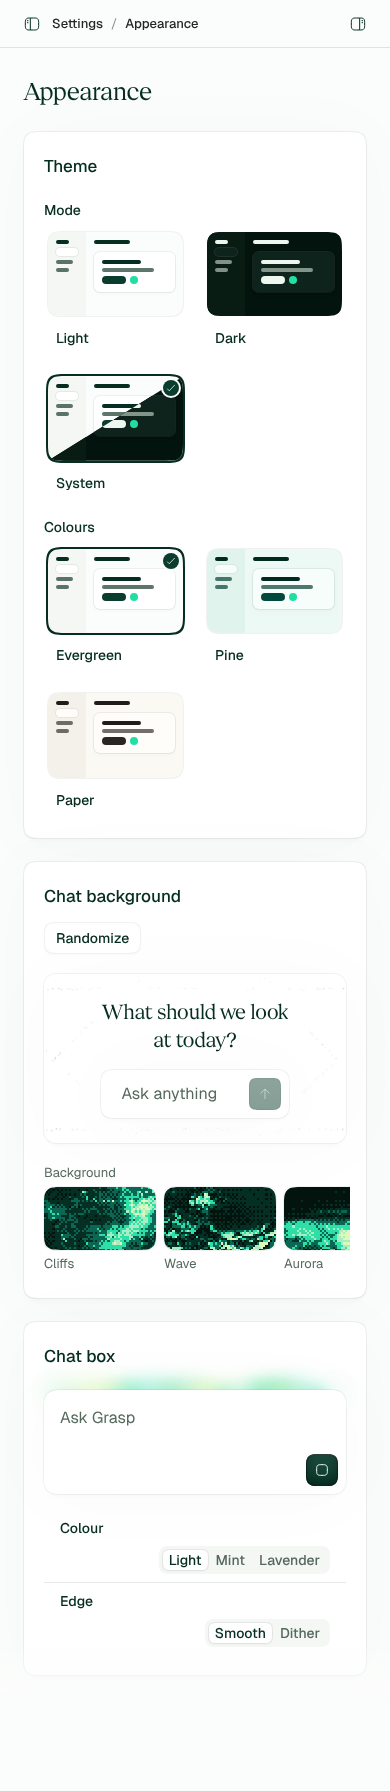 Settings / Appearance
Appearance
Theme
Mode
Light
Dark
System
Colours
Evergreen
Pine
Paper
Chat background
Randomize
What should we look
at today?
Ask anything
Background
Cliffs
Wave
Aurora
Chat box
Ask Grasp
Colour
Light Mint Lavender
Edge
Smooth Dither